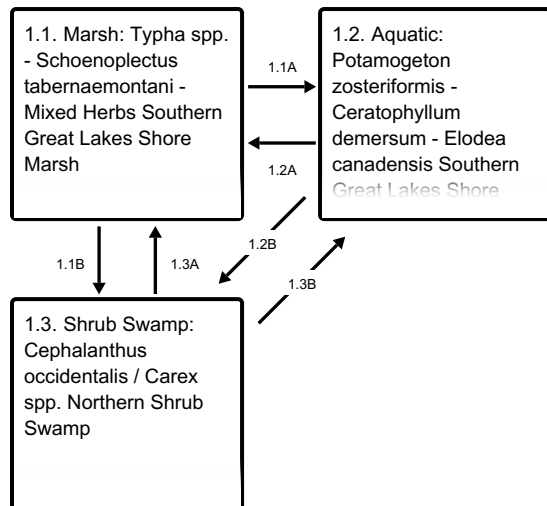 1.1. Marsh: Typha spp.
- Schoenoplectus
tabernaemontani -
Mixed Herbs Southern
Great Lakes Shore
Marsh
1.1A
1.2A
1.2. Aquatic:
Potamogeton
zosteriformis -
Ceratophyllum
demersum - Elodea
canadensis Southern
Great Lakes Shore
1.1B
1.3A
1.2B
1.3B
1.3. Shrub Swamp:
Cephalanthus
occidentalis / Carex
spp. Northern Shrub
Swamp